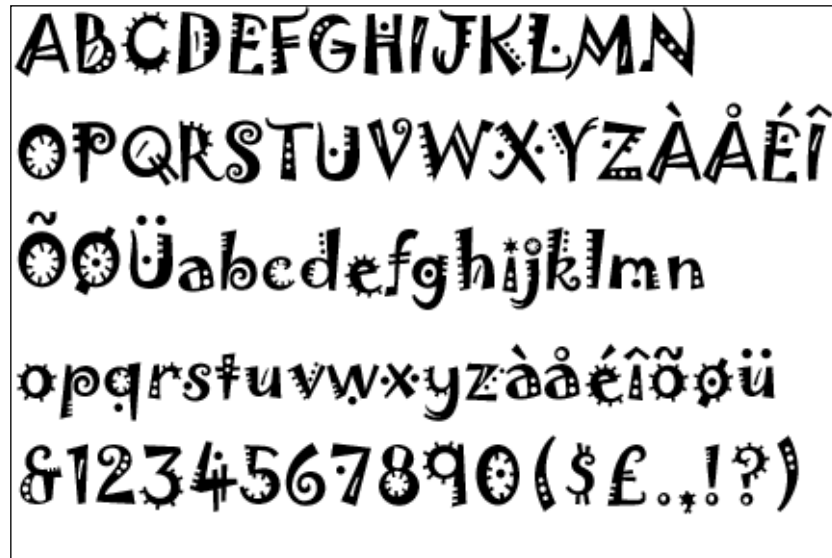 ABCDEFGHIJKLMN
OPQRSTUVWXYZÀÅÉÎ
ÕØÜabcdefghijklmn
opqrstuvwxyzàåéîõøü
&1234567890($£.,!?)